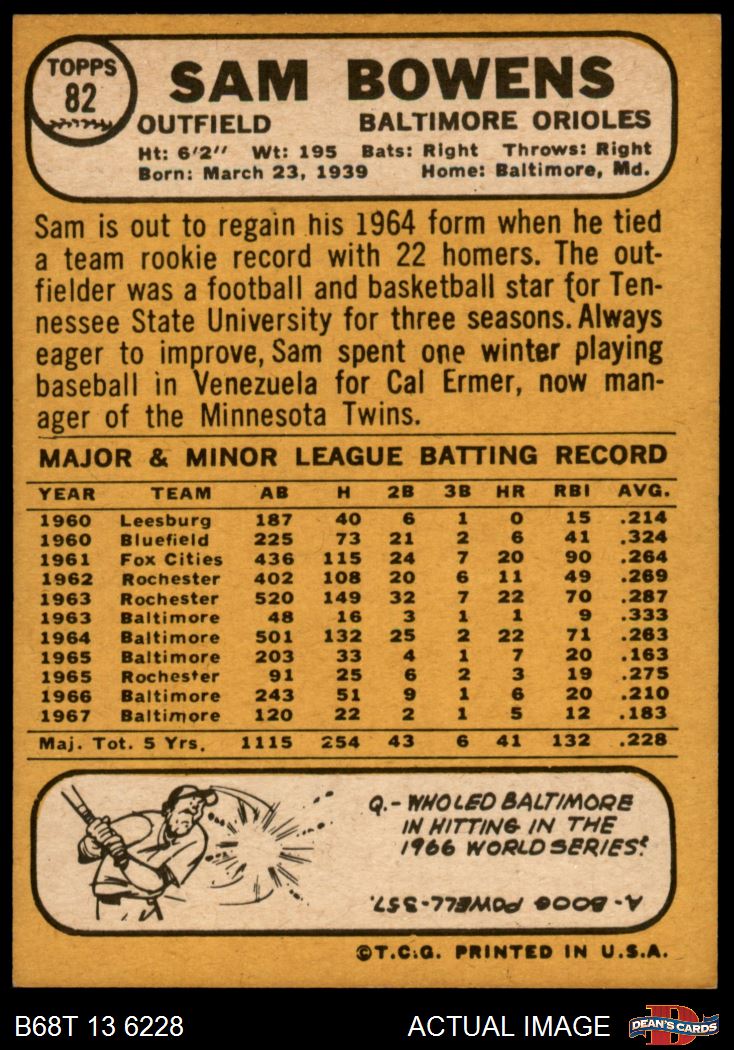 TOPPS
82
SAM BOWENS
OUTFIELD BALTIMORE ORIOLES
Ht: 6'2" Wt: 195 Bats: Right Throws: Right
Born: March 23, 1939 Home: Baltimore, Md.
Sam is out to regain his 1964 form when he tied
a team rookie record with 22 homers. The out-
fielder was a football and basketball star for Ten-
nessee State University for three seasons. Always
eager to improve, Sam spent one winter playing
baseball in Venezuela for Cal Ermer, now man-
ager of the Minnesota Twins.
MAJOR & MINOR LEAGUE BATTING RECORD
YEAR TEAM AB H 2B 3B HR RBI AVG.
1960 Leesburg 187 40 6 1 0 15 .214
1960 Bluefield 225 73 21 2 6 41 .324
1961 Fox Cities 436 115 24 7 20 90 .264
1962 Rochester 402 108 20 6 11 49 .269
1963 Rochester 520 149 32 7 22 70 .287
1963 Baltimore 48 16 3 1 1 9 .333
1964 Baltimore 501 132 25 2 22 71 .263
1965 Baltimore 203 33 4 1 7 20 .163
1965 Rochester 91 25 6 2 3 19 .275
1966 Baltimore 243 51 9 1 6 20 .210
1967 Baltimore 120 22 2 1 5 12 .183
Maj. Tot. 5 Yrs. 1115 254 43 6 41 132 .228
Q.- WHO LED BALTIMORE
IN HITTING IN THE
1966 WORLD SERIES?
A- BOOG POWELL-357.
©T.C.G. PRINTED IN U.S.A.
B68T 13 6228 ACTUAL IMAGE DEAN'S CARDS